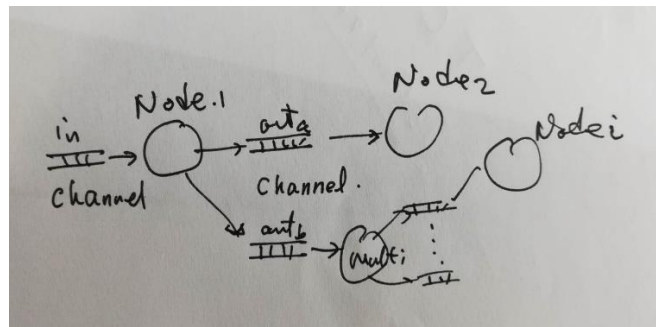 Node.1
Node2
in
outa
Nodei
channel
Channel.
outb
multi